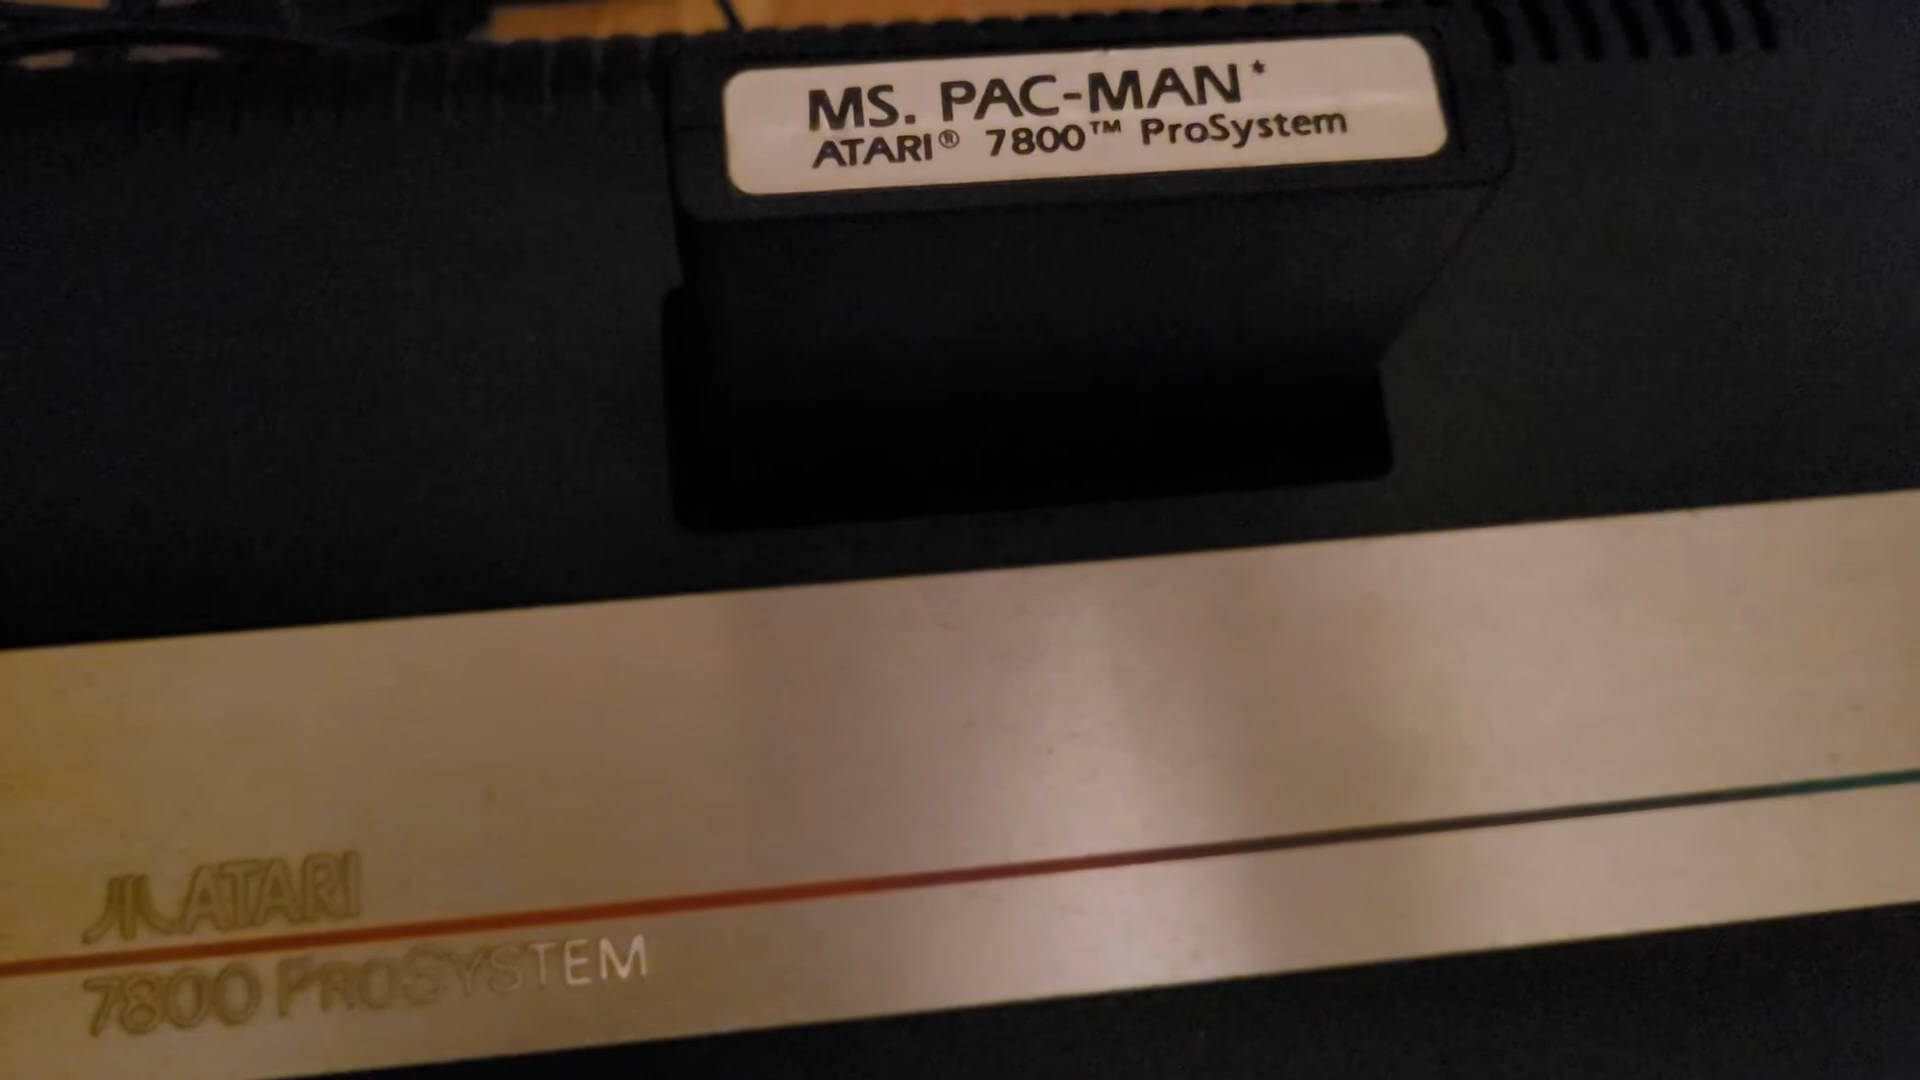 MS. PAC-MAN*
ATARI® 7800™ ProSystem
ATARI
7800 PROSYSTEM